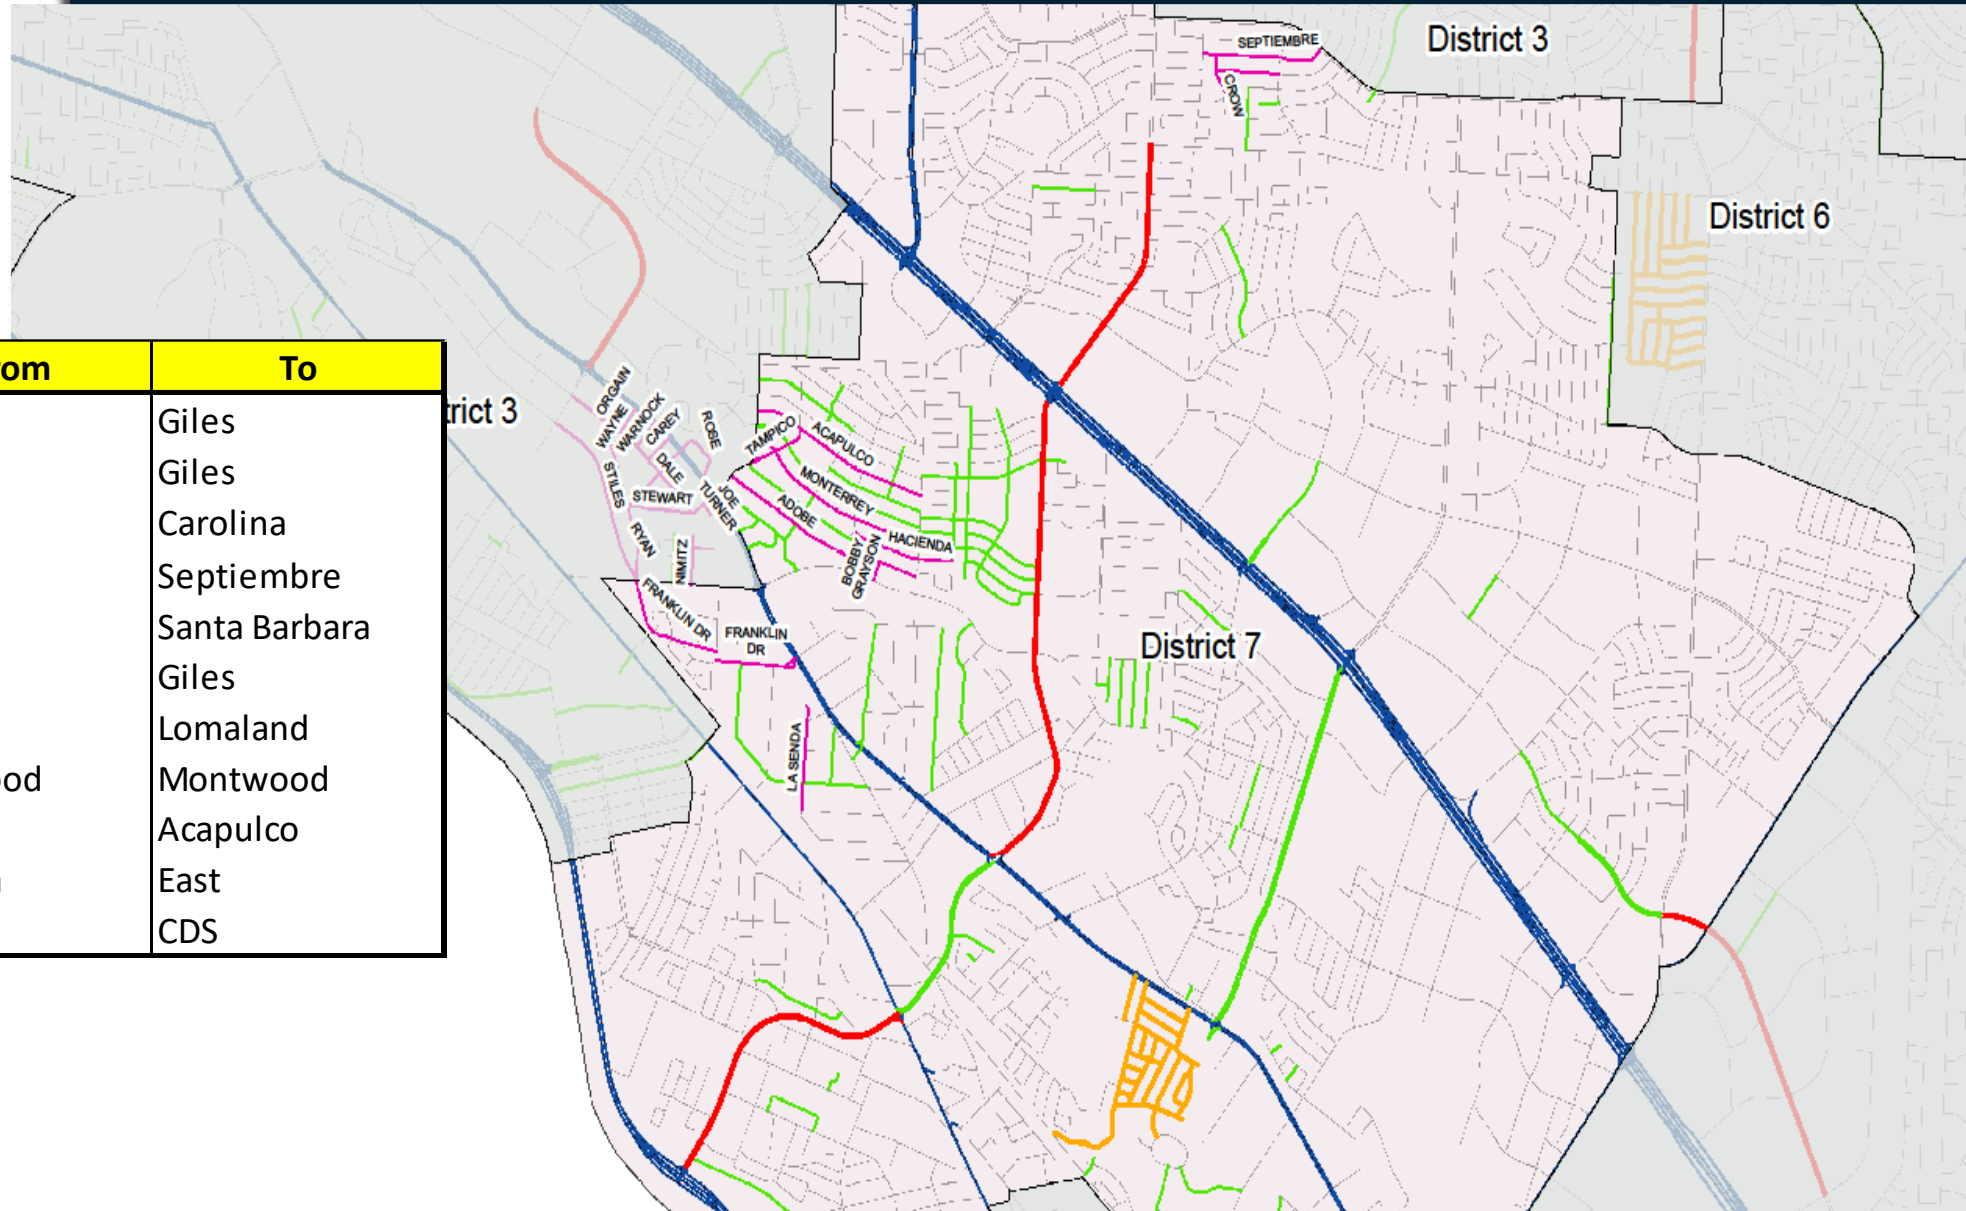 District 3
SEPTIEMBRE
CROW
District 6
om
To
trict 3
Giles
Giles
Carolina
Septiembre
Santa Barbara
Giles
Lomaland
ood
Montwood
Acapulco
East
CDS
ORGAIN
WAYNE
WARNOCK
CAREY
ROSE
DALE
STILES
STEWART
JOE
TURNER
RYAN
NIMITZ
TAMPICO
ACAPULCO
MONTERREY
ADOBE
HACIENDA
BOBBY
GRAYSON
FRANKLIN DR
FRANKLIN
DR
LA SENDA
District 7